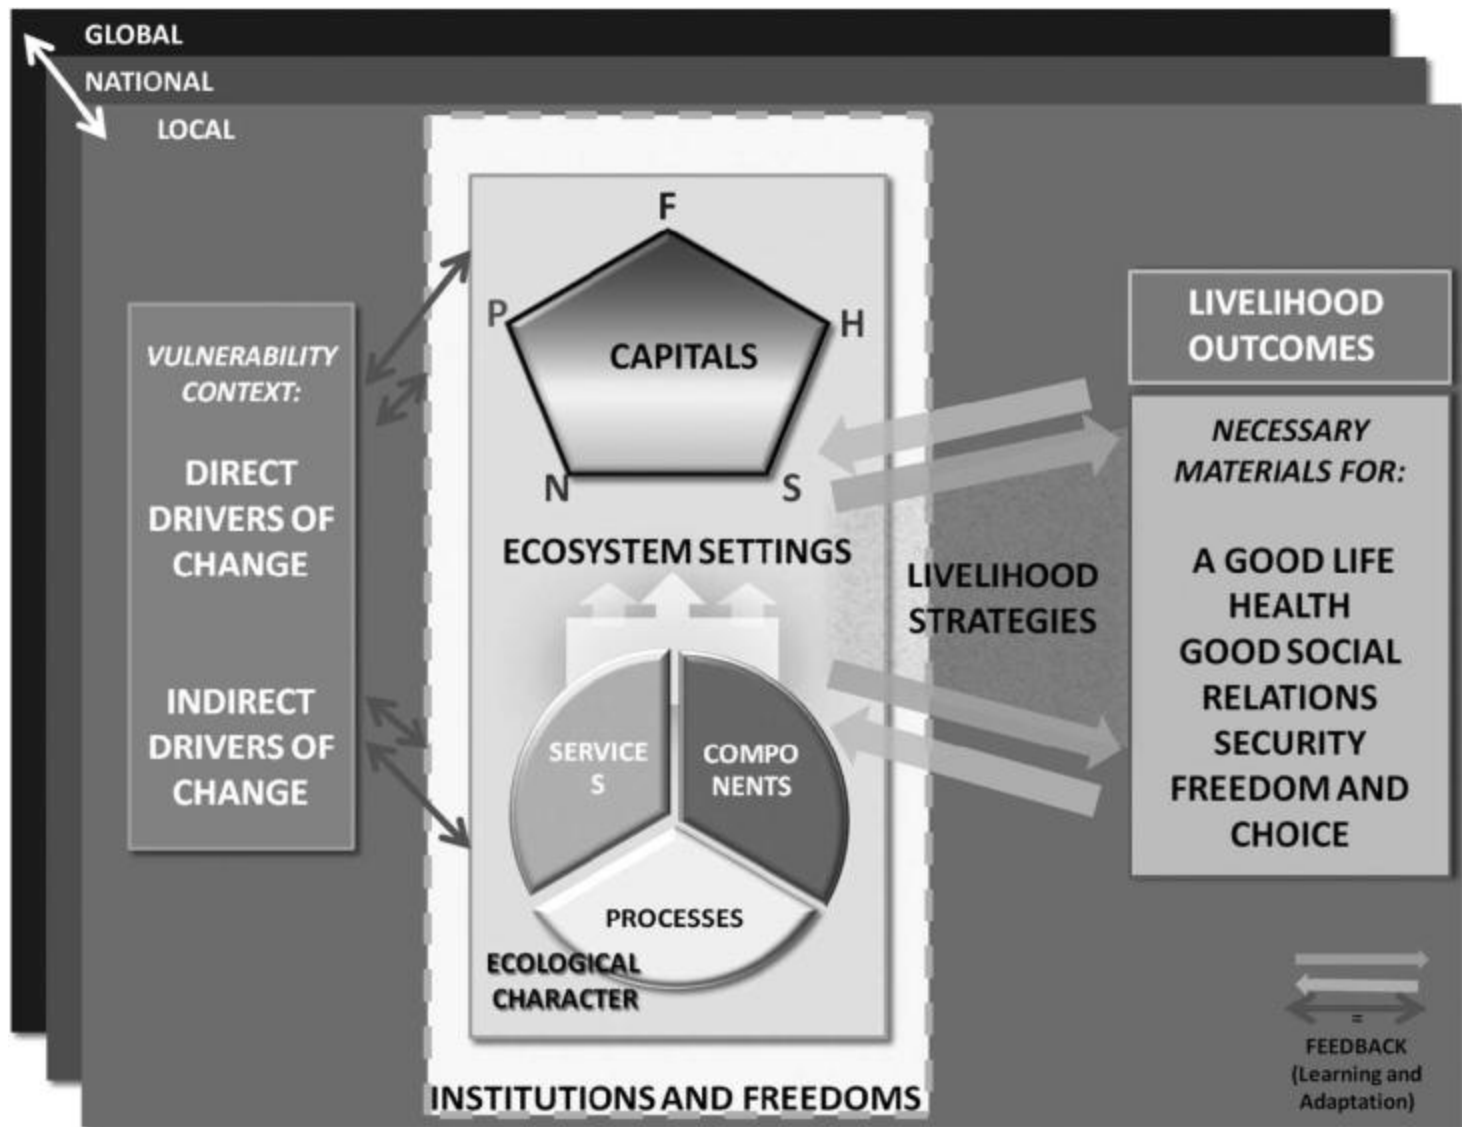 GLOBAL
NATIONAL
LOCAL
VULNERABILITY
CONTEXT:
DIRECT
DRIVERS OF
CHANGE
INDIRECT
DRIVERS OF
CHANGE
F
P
H
CAPITALS
N
S
ECOSYSTEM SETTINGS
SERVICE
S
COMPO
NENTS
PROCESSES
ECOLOGICAL
CHARACTER
INSTITUTIONS AND FREEDOMS
LIVELIHOOD
STRATEGIES
LIVELIHOOD
OUTCOMES
NECESSARY
MATERIALS FOR:
A GOOD LIFE
HEALTH
GOOD SOCIAL
RELATIONS
SECURITY
FREEDOM AND
CHOICE
=
FEEDBACK
(Learning and
Adaptation)